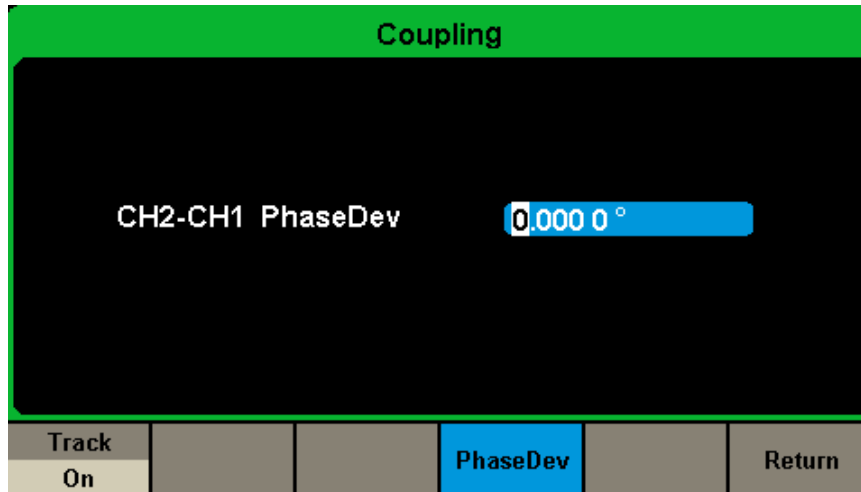 Coupling
CH2-CH1 PhaseDev 0.000 0 °
Track
On
PhaseDev
Return